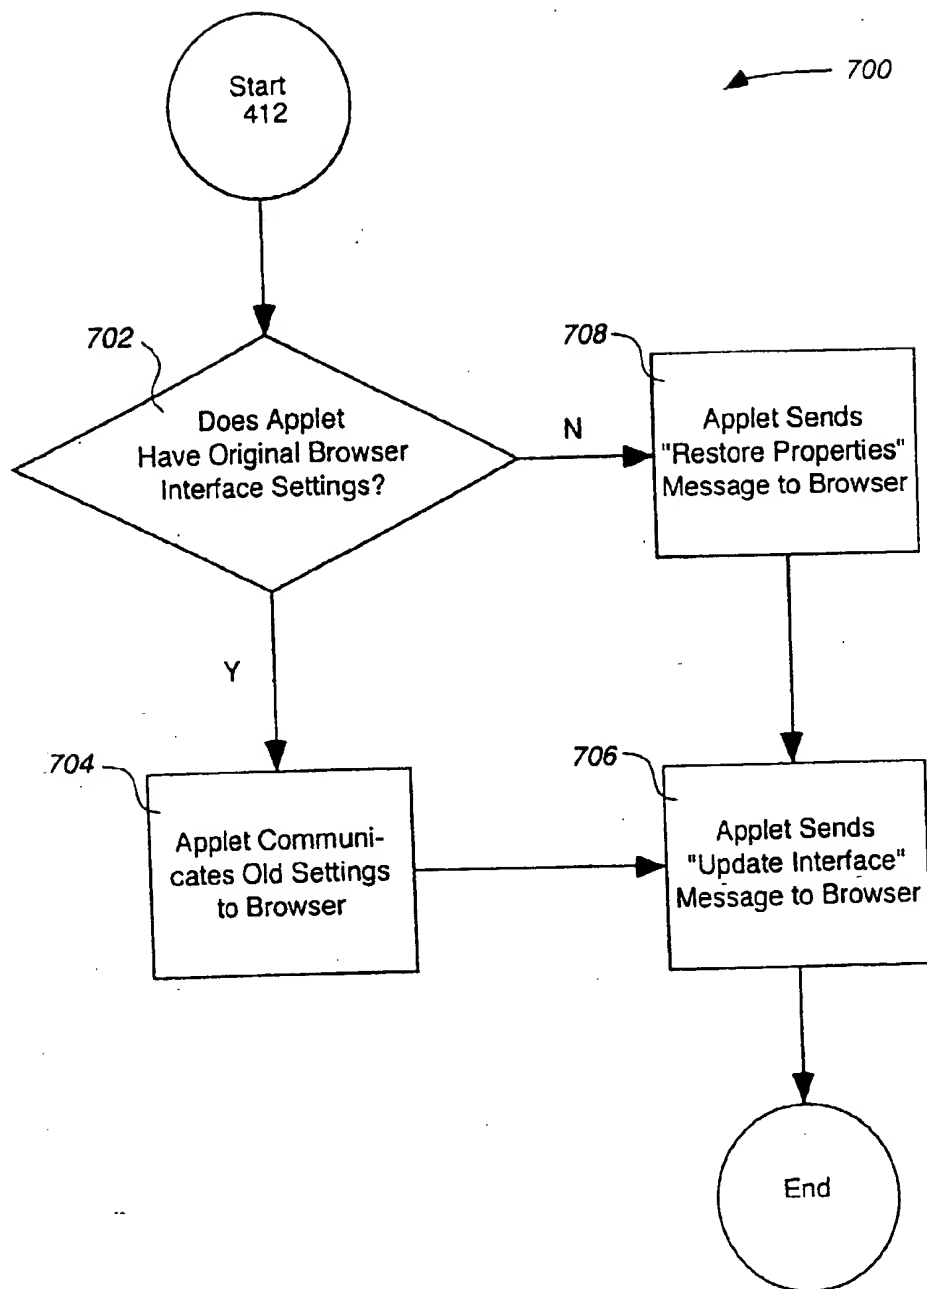 Start
412
700
702
Does Applet
Have Original Browser
Interface Settings?
N
708
Applet Sends
"Restore Properties"
Message to Browser
Y
704
Applet Communi-
cates Old Settings
to Browser
706
Applet Sends
"Update Interface"
Message to Browser
End